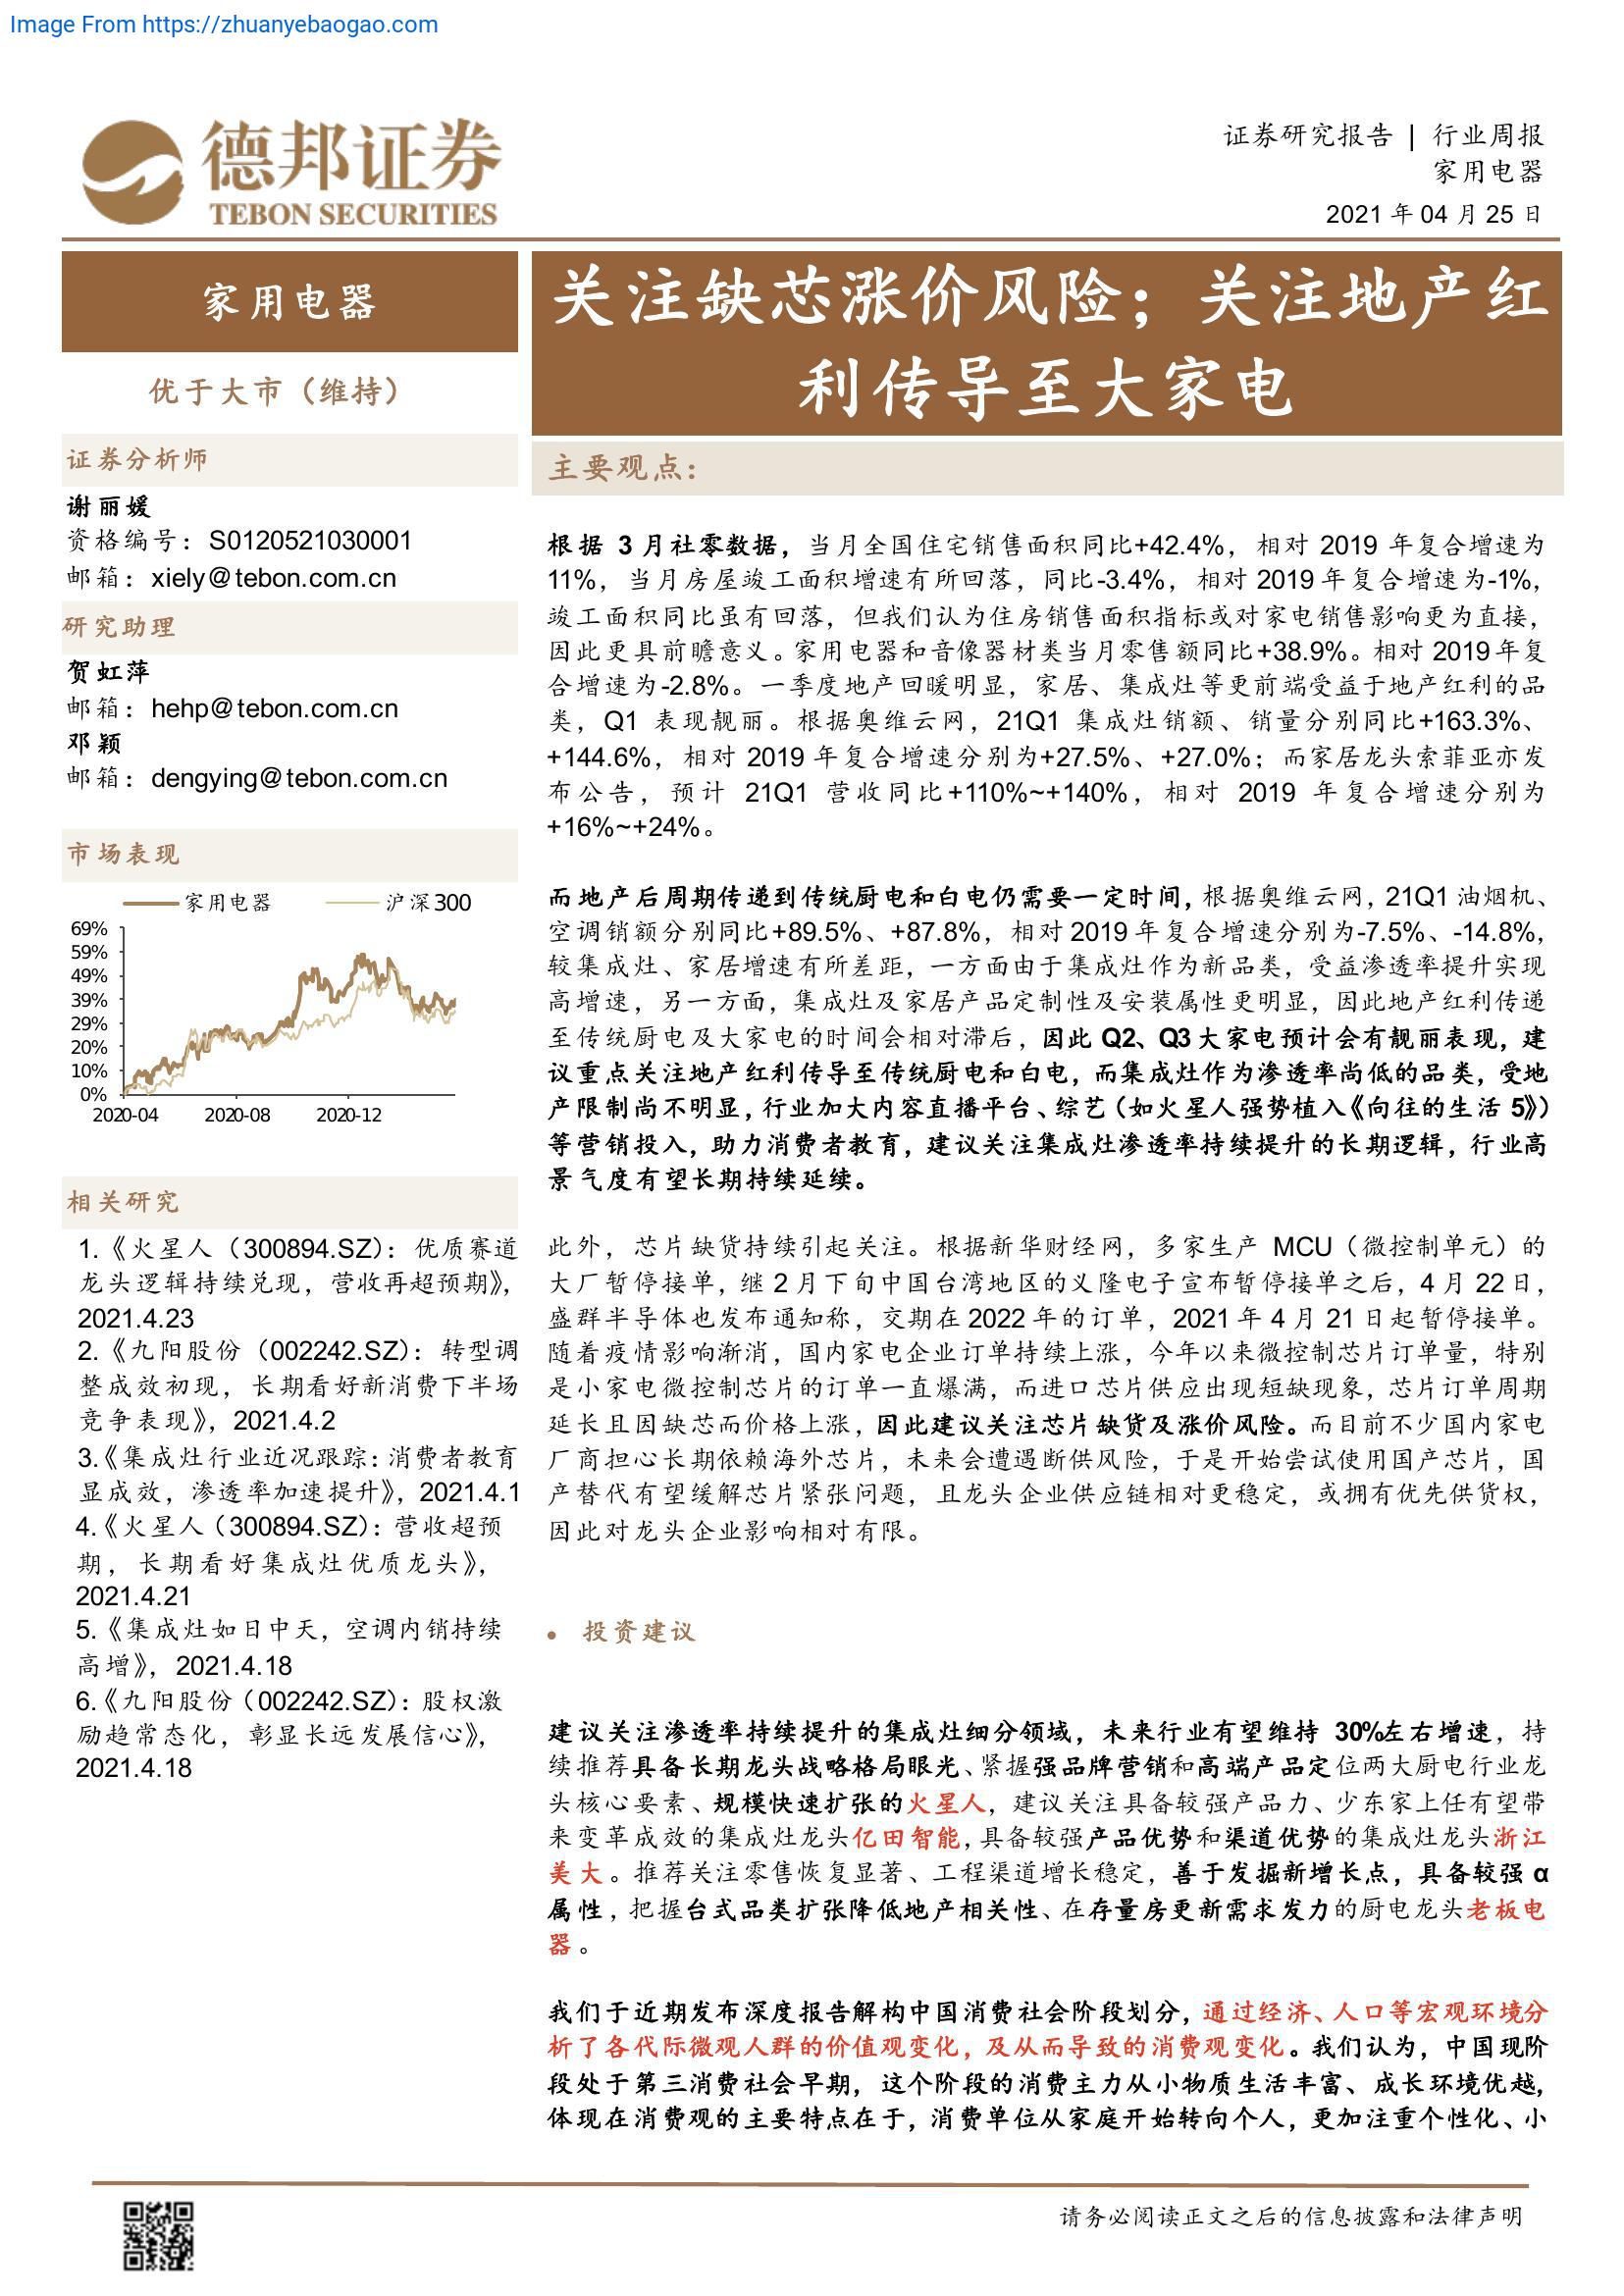 Image From https://zhuanyebaogao.com
德邦证券
TEBON SECURITIES
证券研究报告 | 行业周报
家用电器
2021 年 04 月 25 日
家用电器
优于大市（维持）
证券分析师
谢丽媛
资格编号：S0120521030001
邮箱：xiely@tebon.com.cn
研究助理
贺虹萍
邮箱：hehp@tebon.com.cn
邓颖
邮箱：dengying@tebon.com.cn
市场表现
家用电器 沪深300
69%
59%
49%
39%
29%
20%
10%
0%
2020-04 2020-08 2020-12
相关研究
1.《火星人（300894.SZ）：优质赛道
龙头逻辑持续兑现，营收再超预期》，
2021.4.23
2.《九阳股份（002242.SZ）：转型调
整成效初现，长期看好新消费下半场
竞争表现》，2021.4.2
3.《集成灶行业近况跟踪：消费者教育
显成效，渗透率加速提升》，2021.4.1
4.《火星人（300894.SZ）：营收超预
期，长期看好集成灶优质龙头》，
2021.4.21
5.《集成灶如日中天，空调内销持续
高增》，2021.4.18
6.《九阳股份（002242.SZ）：股权激
励趋常态化，彰显长远发展信心》，
2021.4.18
关注缺芯涨价风险；关注地产红
利传导至大家电
主要观点：
根据 3 月社零数据，当月全国住宅销售面积同比+42.4%，相对 2019 年复合增速为
11%，当月房屋竣工面积增速有所回落，同比-3.4%，相对 2019 年复合增速为-1%，
竣工面积同比虽有回落，但我们认为住房销售面积指标或对家电销售影响更为直接，
因此更具前瞻意义。家用电器和音像器材类当月零售额同比+38.9%。相对 2019 年复
合增速为-2.8%。一季度地产回暖明显，家居、集成灶等更前端受益于地产红利的品
类，Q1 表现靓丽。根据奥维云网，21Q1 集成灶销额、销量分别同比+163.3%、
+144.6%，相对 2019 年复合增速分别为+27.5%、+27.0%；而家居龙头索菲亚亦发
布公告，预计 21Q1 营收同比+110%~+140%，相对 2019 年复合增速分别为
+16%~+24%。
而地产后周期传递到传统厨电和白电仍需要一定时间，根据奥维云网，21Q1 油烟机、
空调销额分别同比+89.5%、+87.8%，相对 2019 年复合增速分别为-7.5%、-14.8%，
较集成灶、家居增速有所差距，一方面由于集成灶作为新品类，受益渗透率提升实现
高增速，另一方面，集成灶及家居产品定制性及安装属性更明显，因此地产红利传递
至传统厨电及大家电的时间会相对滞后，因此 Q2、Q3 大家电预计会有靓丽表现，建
议重点关注地产红利传导至传统厨电和白电，而集成灶作为渗透率尚低的品类，受地
产限制尚不明显，行业加大内容直播平台、综艺（如火星人强势植入《向往的生活 5》）
等营销投入，助力消费者教育，建议关注集成灶渗透率持续提升的长期逻辑，行业高
景气度有望长期持续延续。
此外，芯片缺货持续引起关注。根据新华财经网，多家生产 MCU（微控制单元）的
大厂暂停接单，继 2 月下旬中国台湾地区的义隆电子宣布暂停接单之后，4 月 22 日，
盛群半导体也发布通知称，交期在 2022 年的订单，2021 年 4 月 21 日起暂停接单。
随着疫情影响渐消，国内家电企业订单持续上涨，今年以来微控制芯片订单量，特别
是小家电微控制芯片的订单一直爆满，而进口芯片供应出现短缺现象，芯片订单周期
延长且因缺芯而价格上涨，因此建议关注芯片缺货及涨价风险。而目前不少国内家电
厂商担心长期依赖海外芯片，未来会遭遇断供风险，于是开始尝试使用国产芯片，国
产替代有望缓解芯片紧张问题，且龙头企业供应链相对更稳定，或拥有优先供货权，
因此对龙头企业影响相对有限。
• 投资建议
建议关注渗透率持续提升的集成灶细分领域，未来行业有望维持 30%左右增速，持
续推荐具备长期龙头战略格局眼光、紧握强品牌营销和高端产品定位两大厨电行业龙
头核心要素、规模快速扩张的火星人，建议关注具备较强产品力、少东家上任有望带
来变革成效的集成灶龙头亿田智能，具备较强产品优势和渠道优势的集成灶龙头浙江
美大。推荐关注零售恢复显著、工程渠道增长稳定，善于发掘新增长点，具备较强 α
属性，把握台式品类扩张降低地产相关性、在存量房更新需求发力的厨电龙头老板电
器。
我们于近期发布深度报告解构中国消费社会阶段划分，通过经济、人口等宏观环境分
析了各代际微观人群的价值观变化，及从而导致的消费观变化。我们认为，中国现阶
段处于第三消费社会早期，这个阶段的消费主力从小物质生活丰富、成长环境优越，
体现在消费观的主要特点在于，消费单位从家庭开始转向个人，更加注重个性化、小
请务必阅读正文之后的信息披露和法律声明